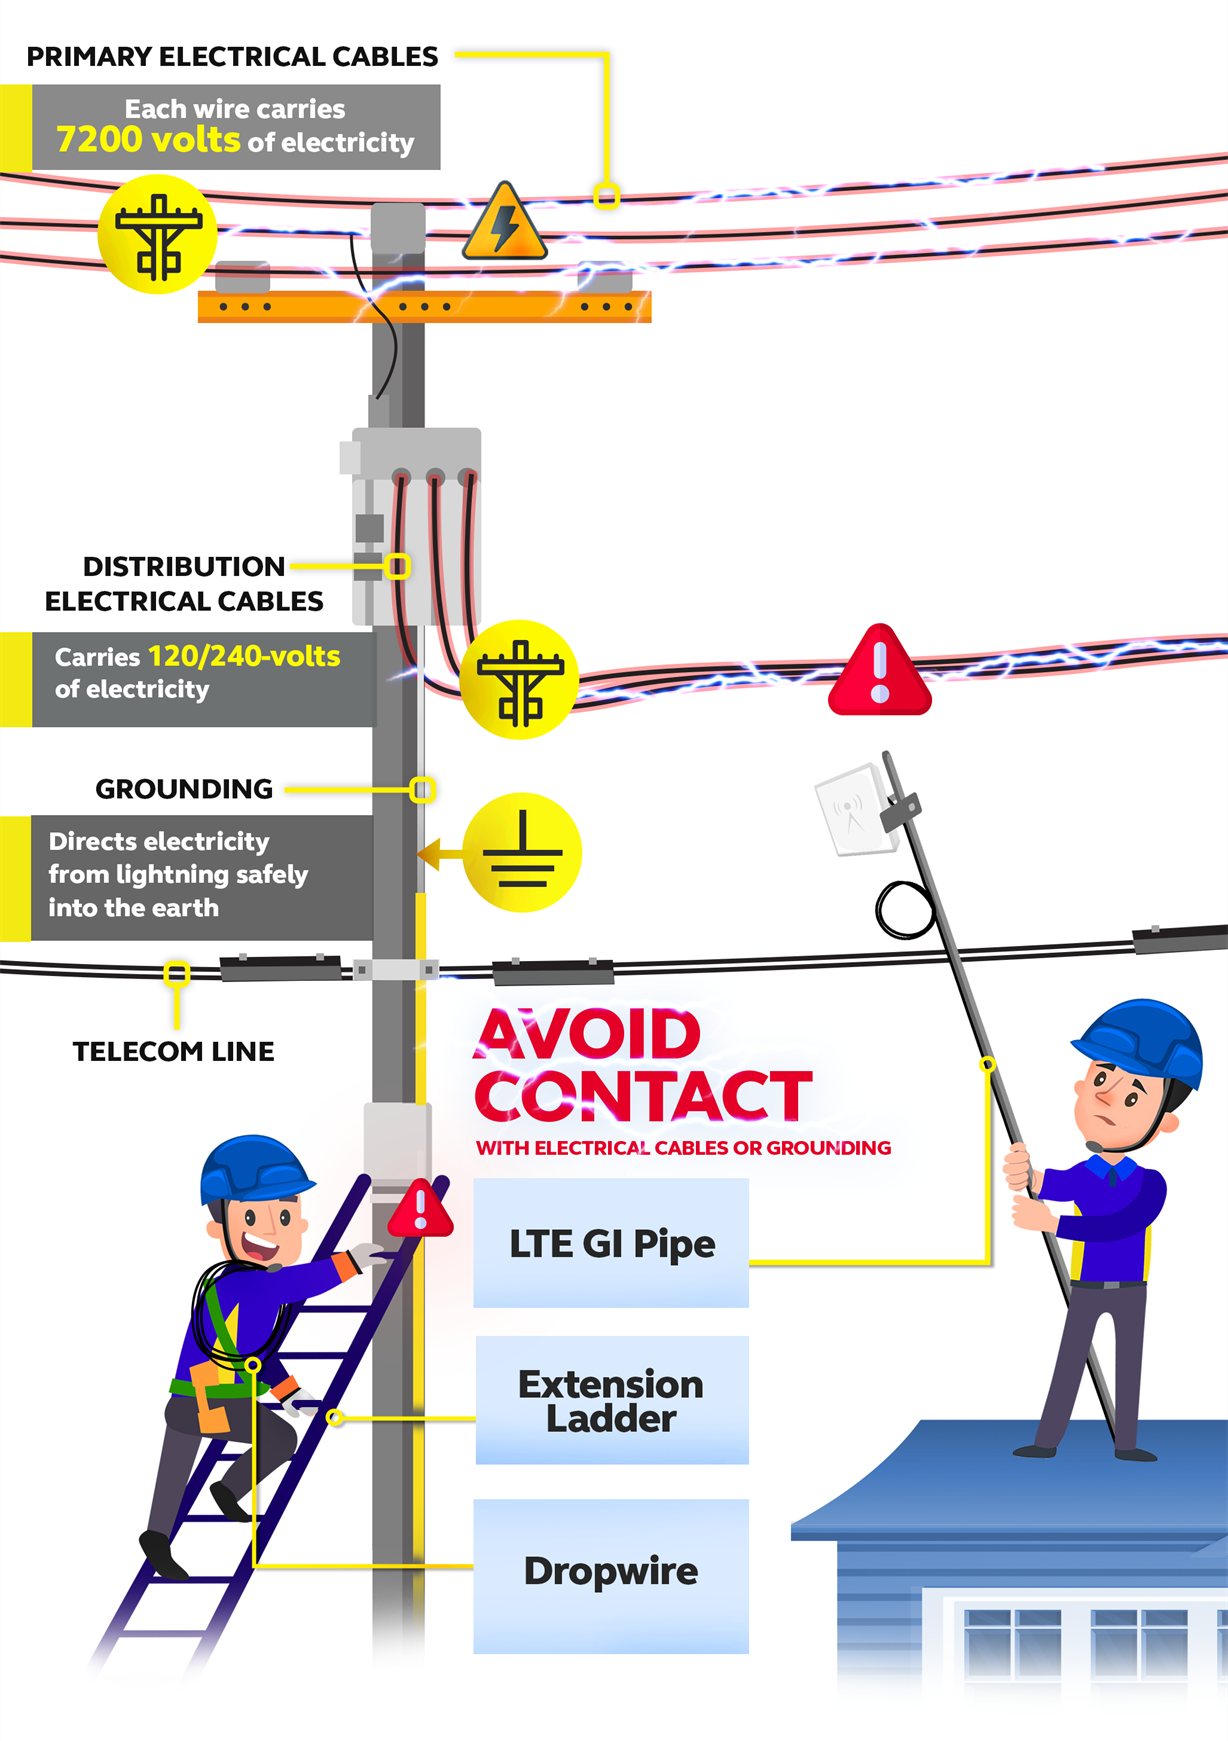 PRIMARY ELECTRICAL CABLES
Each wire carries
7200 volts of electricity
DISTRIBUTION
ELECTRICAL CABLES
Carries 120/240-volts
of electricity
GROUNDING
Directs electricity
from lightning safely
into the earth
TELECOM LINE
AVOID
CONTACT
WITH ELECTRICAL CABLES OR GROUNDING
LTE GI Pipe
Extension
Ladder
Dropwire